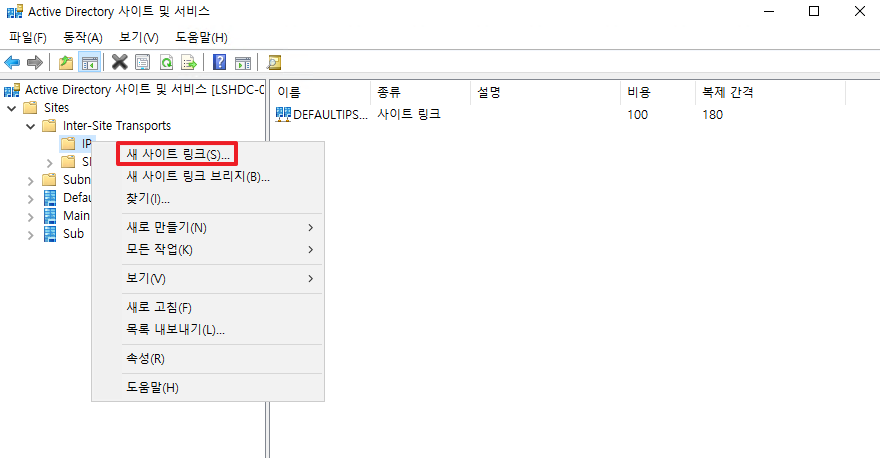 Active Directory 사이트 및 서비스
파일(F) 동작(A) 보기(V) 도움말(H)
Active Directory 사이트 및 서비스 [LSHDC-0
Sites
Inter-Site Transports
IP
Subn
Defau
Main
Sub
새 사이트 링크(S)...
새 사이트 링크 브리지(B)...
찾기(I)...
새로 만들기(N)
모든 작업(K)
보기(V)
새로 고침(F)
목록 내보내기(L)...
속성(R)
도움말(H)
이름 종류 설명 비용 복제 간격
DEFAULTIPS... 사이트 링크 100 180